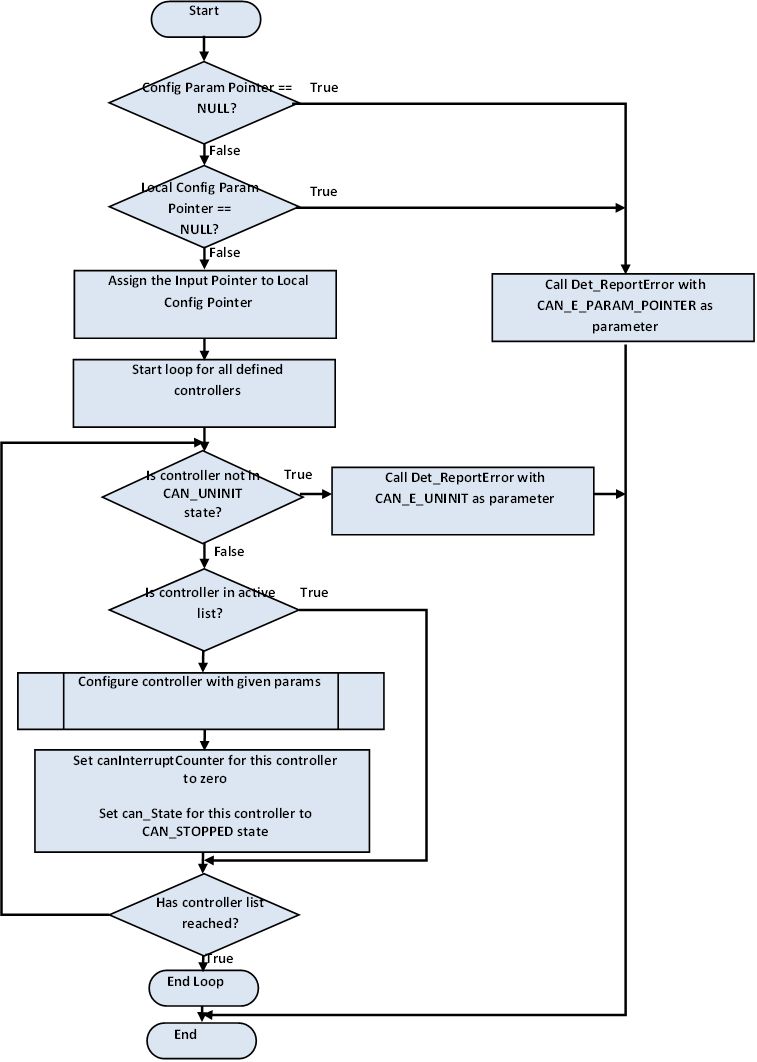 Start
Config Param Pointer ==
NULL?
True
False
Local Config Param
Pointer ==
NULL?
True
False
Assign the Input Pointer to Local
Config Pointer
Call Det_ReportError with
CAN_E_PARAM_POINTER as
parameter
Start loop for all defined
controllers
Is controller not in
CAN_UNINIT
state?
True
Call Det_ReportError with
CAN_E_UNINIT as parameter
False
Is controller in active
list?
True
Configure controller with given params
Set canInterruptCounter for this controller
to zero
Set can_State for this controller to
CAN_STOPPED state
Has controller list
reached?
True
End Loop
End